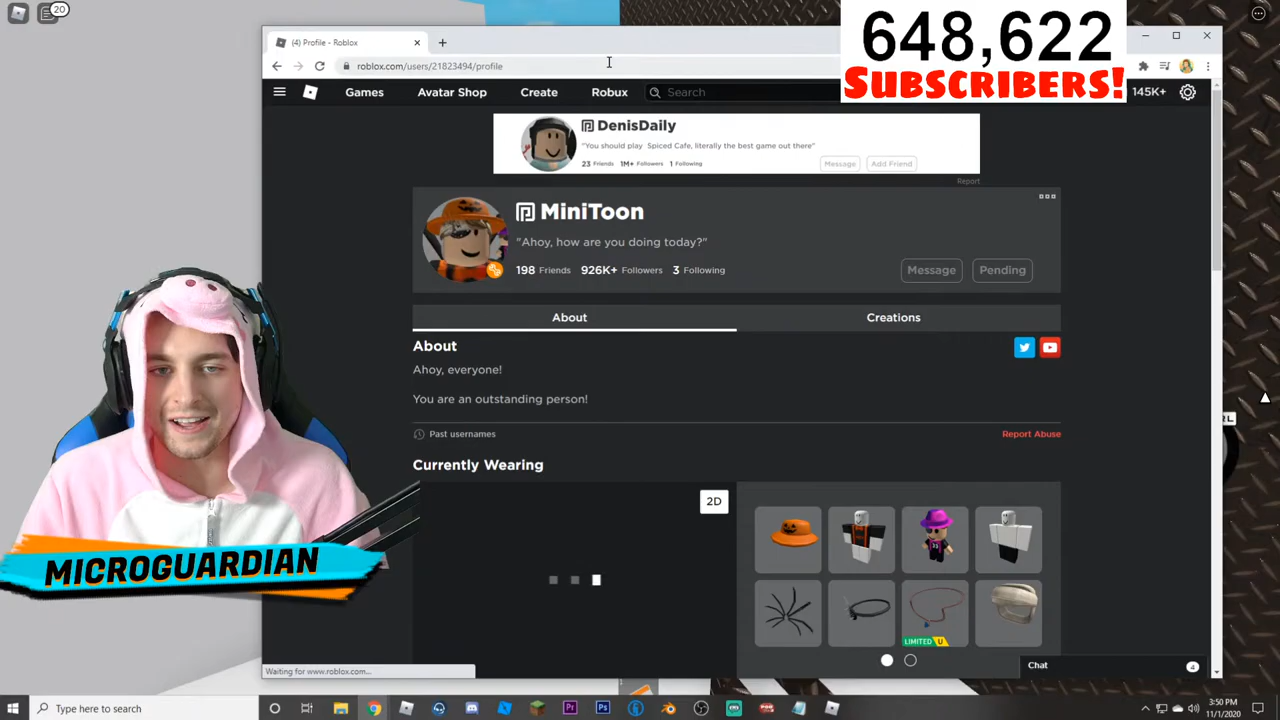 20
(4) Profile - Roblox
648,622
SUBSCRIBERS!
roblox.com/users/21823494/profile
Games
Avatar Shop
Create
Robux
Search
145K+
DenisDaily
"You should play Spiced Cafe, literally the best game out there"
23 Friends 1M+ Followers 1 Following
Message
Add Friend
Report
MiniToon
"Ahoy, how are you doing today?"
198 Friends 926K+ Followers 3 Following
Message
Pending
About
Creations
About
Ahoy, everyone!
You are an outstanding person!
Past usernames
Report Abuse
Currently Wearing
2D
LIMITED U
MICROGUARDIAN
Waiting for www.roblox.com...
Chat
4
Type here to search
3:50 PM
11/1/2020